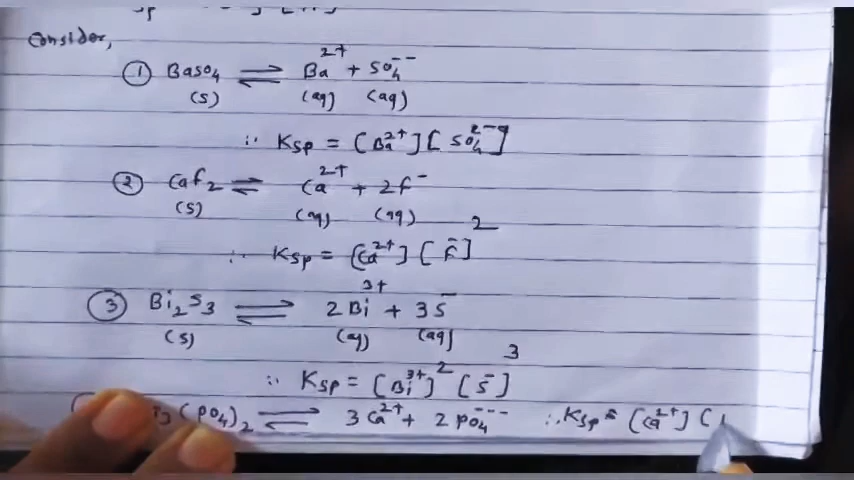 Consider,
① BaSO₄ ⇌ Ba²⁺ + SO₄⁻⁻
(s) (aq) (aq)
∴ Ksp = [Ba²⁺][SO₄²⁻]
② CaF₂ ⇌ Ca²⁺ + 2F⁻
(s) (aq) (aq)
∴ Ksp = [Ca²⁺][F⁻]²
③ Bi₂S₃ ⇌ 2Bi³⁺ + 3S⁻
(s) (aq) (aq)
∴ Ksp = [Bi³⁺]² [S⁻]³
(PO₄)₂ ⇌ 3Ca²⁺ + 2PO₄⁻⁻⁻ ∴ Ksp = [Ca²⁺] [